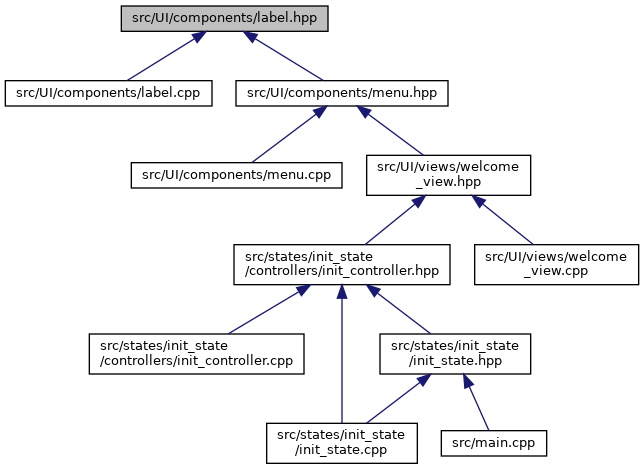 src/UI/components/label.hpp
src/UI/components/label.cpp
src/UI/components/menu.hpp
src/UI/components/menu.cpp
src/UI/views/welcome
_view.hpp
src/states/init_state
/controllers/init_controller.hpp
src/UI/views/welcome
_view.cpp
src/states/init_state
/controllers/init_controller.cpp
src/states/init_state
/init_state.hpp
src/states/init_state
/init_state.cpp
src/main.cpp